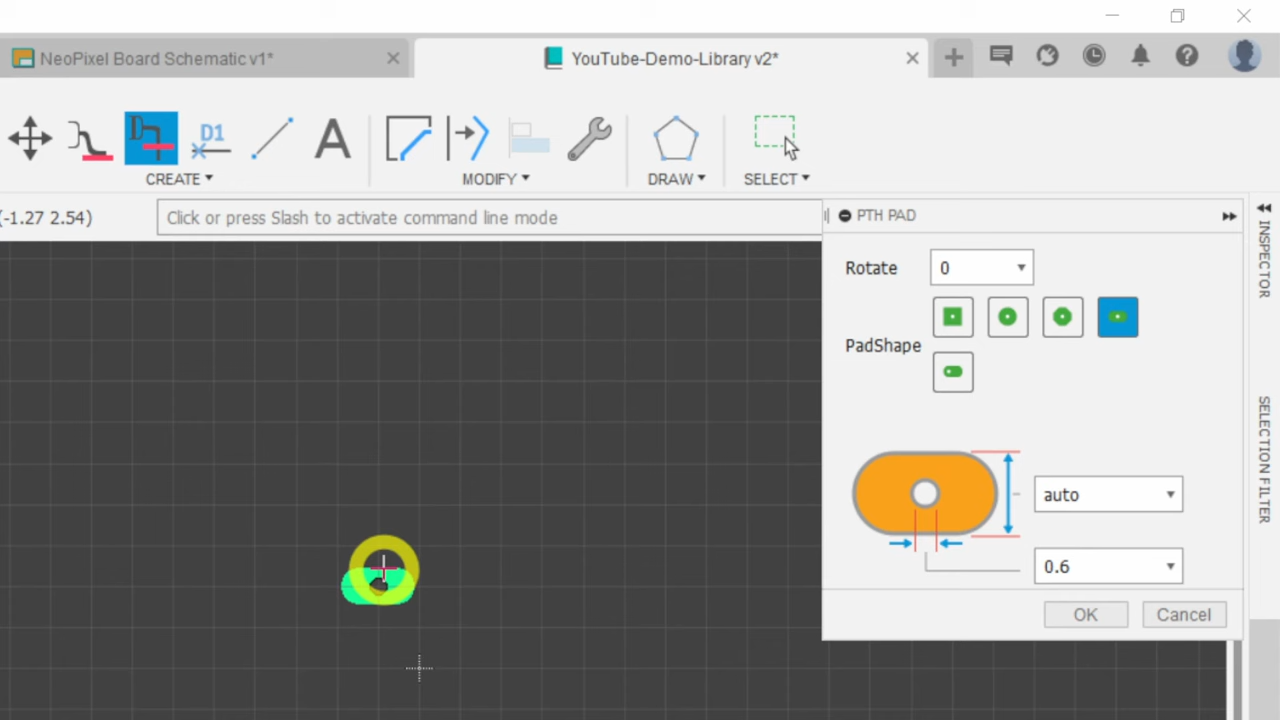 NeoPixel Board Schematic v1*
YouTube-Demo-Library v2*
D
D1
A
CREATE
MODIFY
DRAW
SELECT
(-1.27 2.54)
Click or press Slash to activate command line mode
PTH PAD
INSPECTOR
Rotate
0
PadShape
SELECTION FILTER
auto
0.6
OK
Cancel